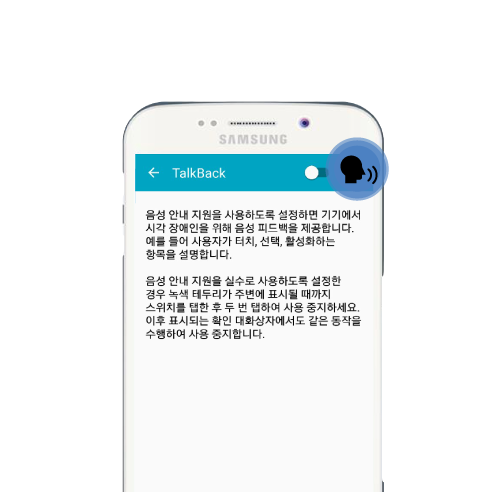 SAMSUNG
TalkBack
음성 안내 지원을 사용하도록 설정하면 기기에서
시각 장애인을 위해 음성 피드백을 제공합니다.
예를 들어 사용자가 터치, 선택, 활성화하는
항목을 설명합니다.
음성 안내 지원을 실수로 사용하도록 설정한
경우 녹색 테두리가 주변에 표시될 때까지
스위치를 탭한 후 두 번 탭하여 사용 중지하세요.
이후 표시되는 확인 대화상자에서도 같은 동작을
수행하여 사용 중지합니다.